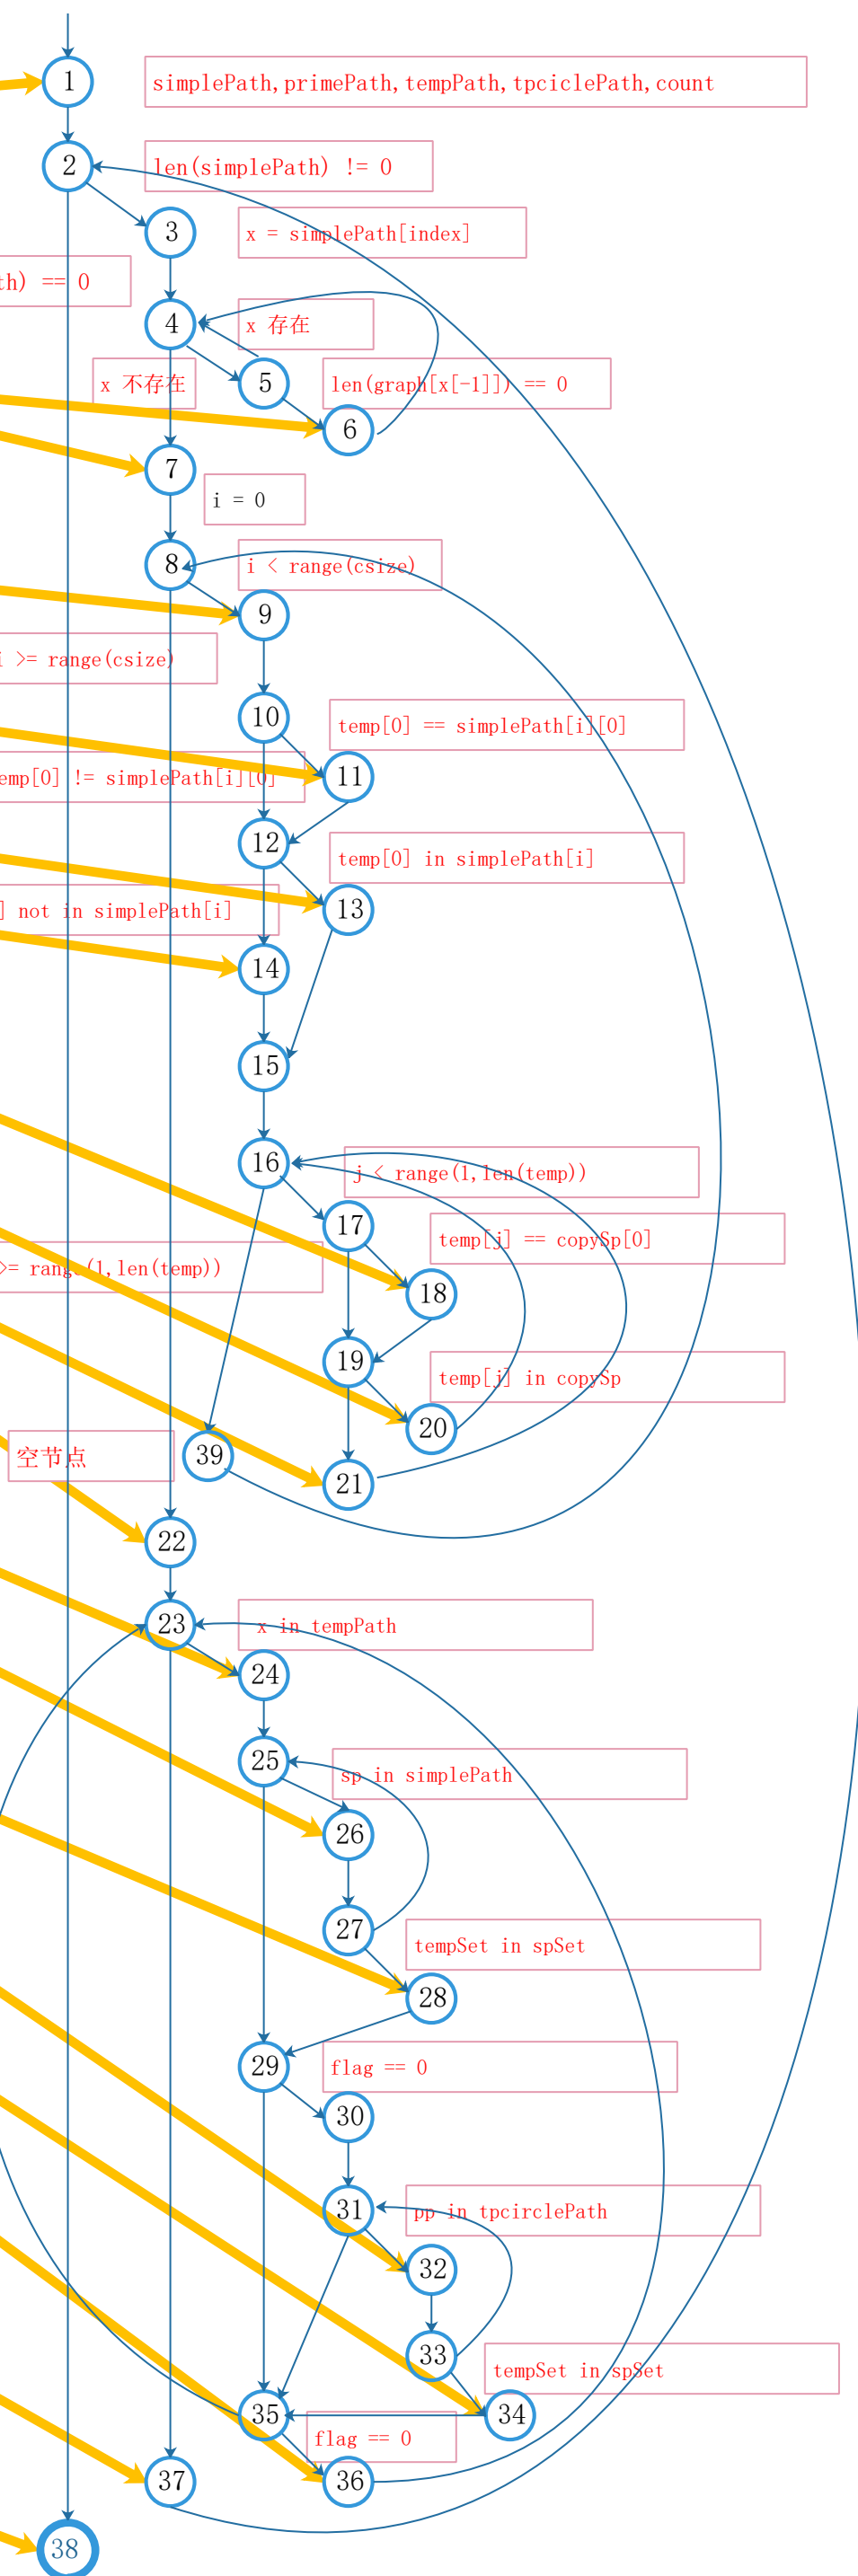 1
simplePath,primePath,tempPath,tpciclePath,count
2
len(simplePath) != 0
3
x = simplePath[index]
th) == 0
4
x 存在
x 不存在
5
len(graph[x[-1]]) == 0
6
7
i = 0
8
i < range(csize)
9
i >= range(csize)
10
temp[0] == simplePath[i][0]
emp[0] != simplePath[i][0]
11
12
temp[0] in simplePath[i]
] not in simplePath[i]
13
14
15
16
j < range(1,len(temp))
17
temp[j] == copySp[0]
>= range(1,len(temp))
18
19
temp[j] in copySp
20
空节点
39
21
22
23
x in tempPath
24
25
sp in simplePath
26
27
tempSet in spSet
28
29
flag == 0
30
31
pp in tpcirclePath
32
33
tempSet in spSet
35
34
flag == 0
37
36
38